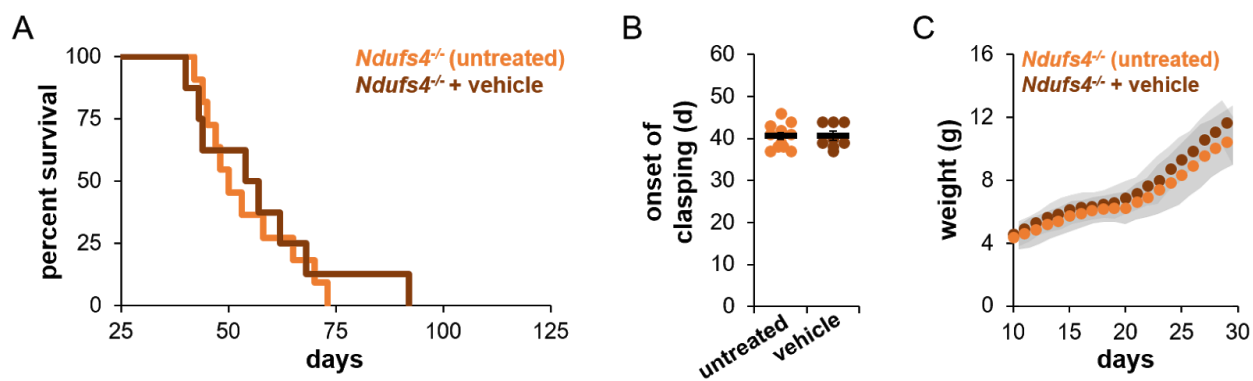 A
Ndufs4-/- (untreated)
Ndufs4-/- + vehicle
percent survival
100
75
50
25
0
25
50
75
100
125
days
B
onset of
clasping (d)
60
50
40
30
20
10
0
untreated
vehicle
C
Ndufs4-/- (untreated)
Ndufs4-/- + vehicle
weight (g)
16
12
8
4
0
10
15
20
25
30
days